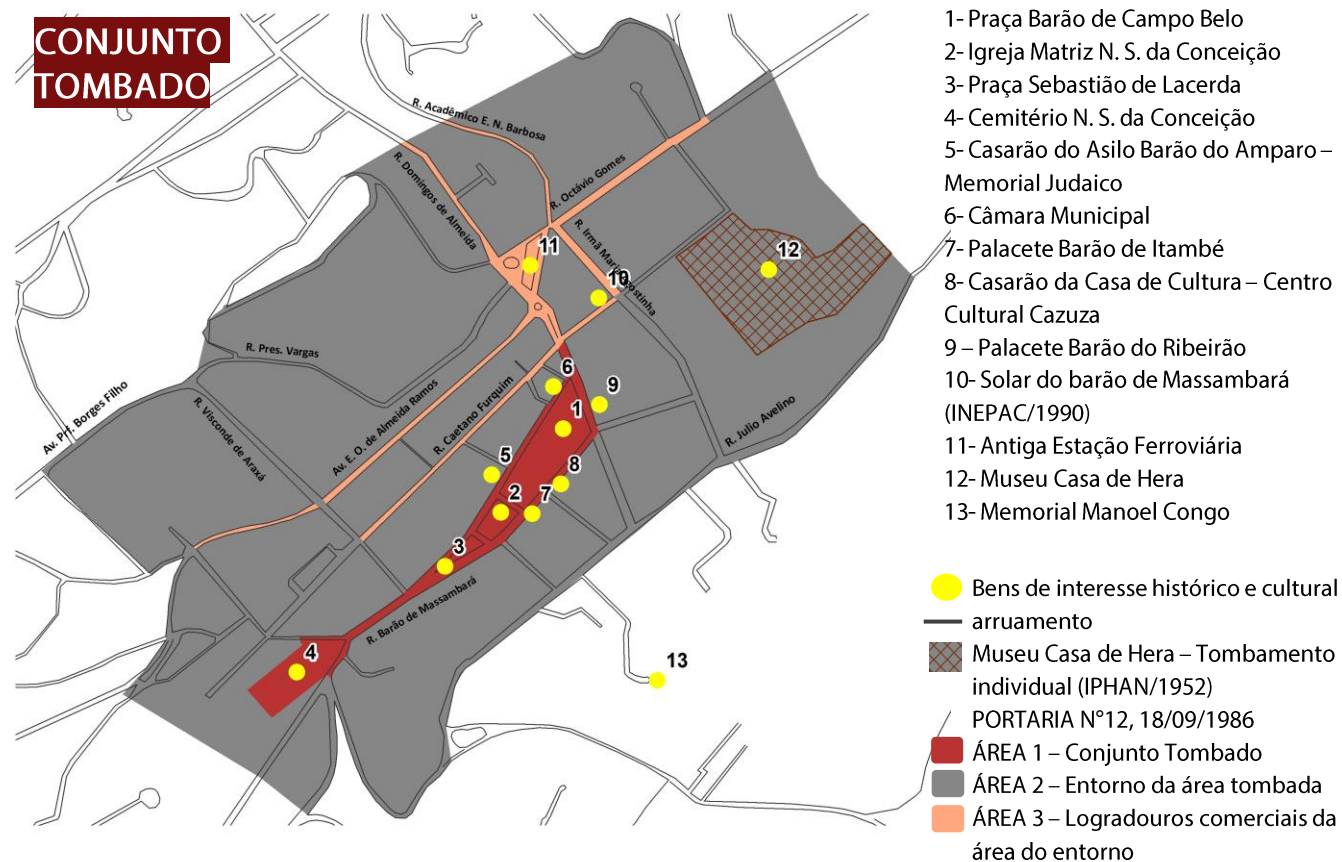 CONJUNTO
TOMBADO
R. Acadêmico E. N. Barbosa
R. Domingos de Almeida
R. Octávio Gomes
R. Irmã Maria Agostinha
11
12
10
R. Pres. Vargas
Av. Prf. Borges Filho
R. Visconde de Araxá
Av. E. O. de Almeida Ramos
R. Caetano Furquim
6
9
1
R. Julio Avelino
5
8
2
7
3
R. Barão de Massambará
4
13
1- Praça Barão de Campo Belo
2- Igreja Matriz N. S. da Conceição
3- Praça Sebastião de Lacerda
4- Cemitério N. S. da Conceição
5- Casarão do Asilo Barão do Amparo –
Memorial Judaico
6- Câmara Municipal
7- Palacete Barão de Itambé
8- Casarão da Casa de Cultura – Centro
Cultural Cazuza
9 – Palacete Barão do Ribeirão
10- Solar do barão de Massambará
(INEPAC/1990)
11- Antiga Estação Ferroviária
12- Museu Casa de Hera
13- Memorial Manoel Congo
Bens de interesse histórico e cultural
arruamento
Museu Casa de Hera – Tombamento
individual (IPHAN/1952)
PORTARIA N°12, 18/09/1986
ÁREA 1 – Conjunto Tombado
ÁREA 2 – Entorno da área tombada
ÁREA 3 – Logradouros comerciais da
área do entorno